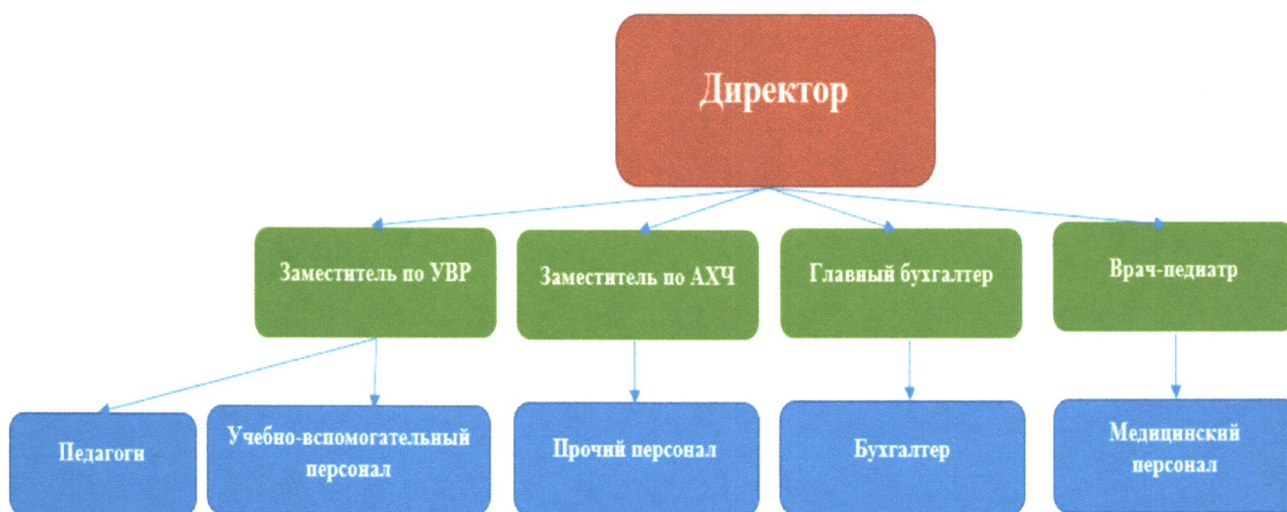 Директор
Заместитель по УВР
Заместитель по АХЧ
Главный бухгалтер
Врач-педиатр
Педагоги
Учебно-вспомогательный
персонал
Прочий персонал
Бухгалтер
Медицинский
персонал